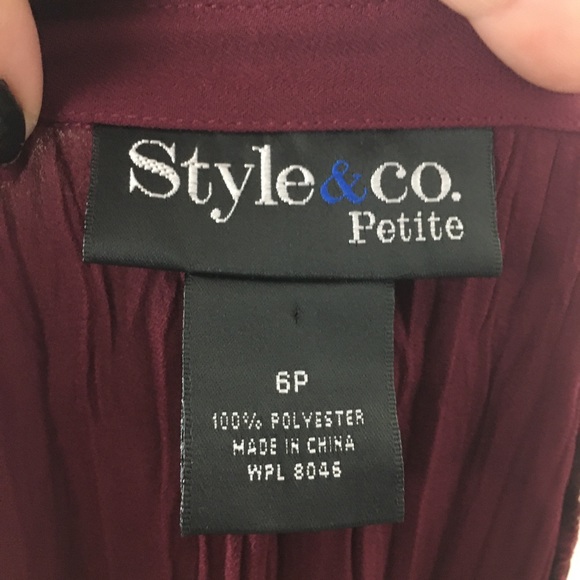 Style&co.
Petite
6P
100% POLYESTER
MADE IN CHINA
WPL 8046